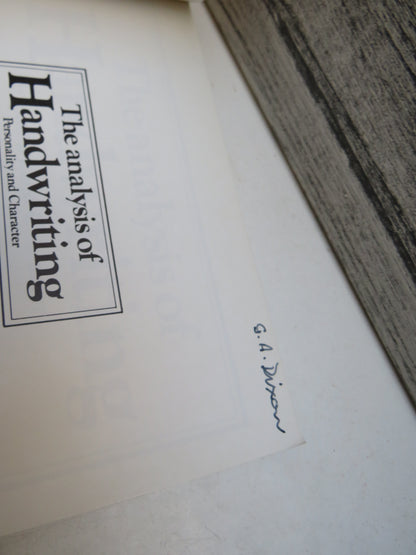 The analysis of
Handwriting
Personality and Character
G. A. Dixon